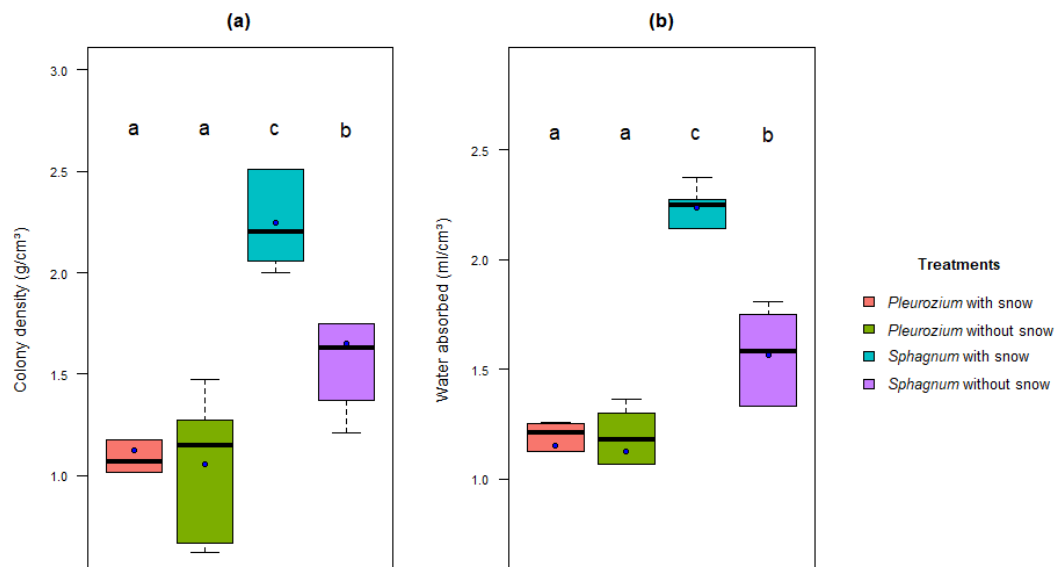 (a)
3.0
2.5
2.0
1.5
1.0
Colony density (g/cm³)
a a c b
(b)
2.5
2.0
1.5
1.0
Water absorbed (ml/cm³)
a a c b
Treatments
Pleurozium with snow
Pleurozium without snow
Sphagnum with snow
Sphagnum without snow